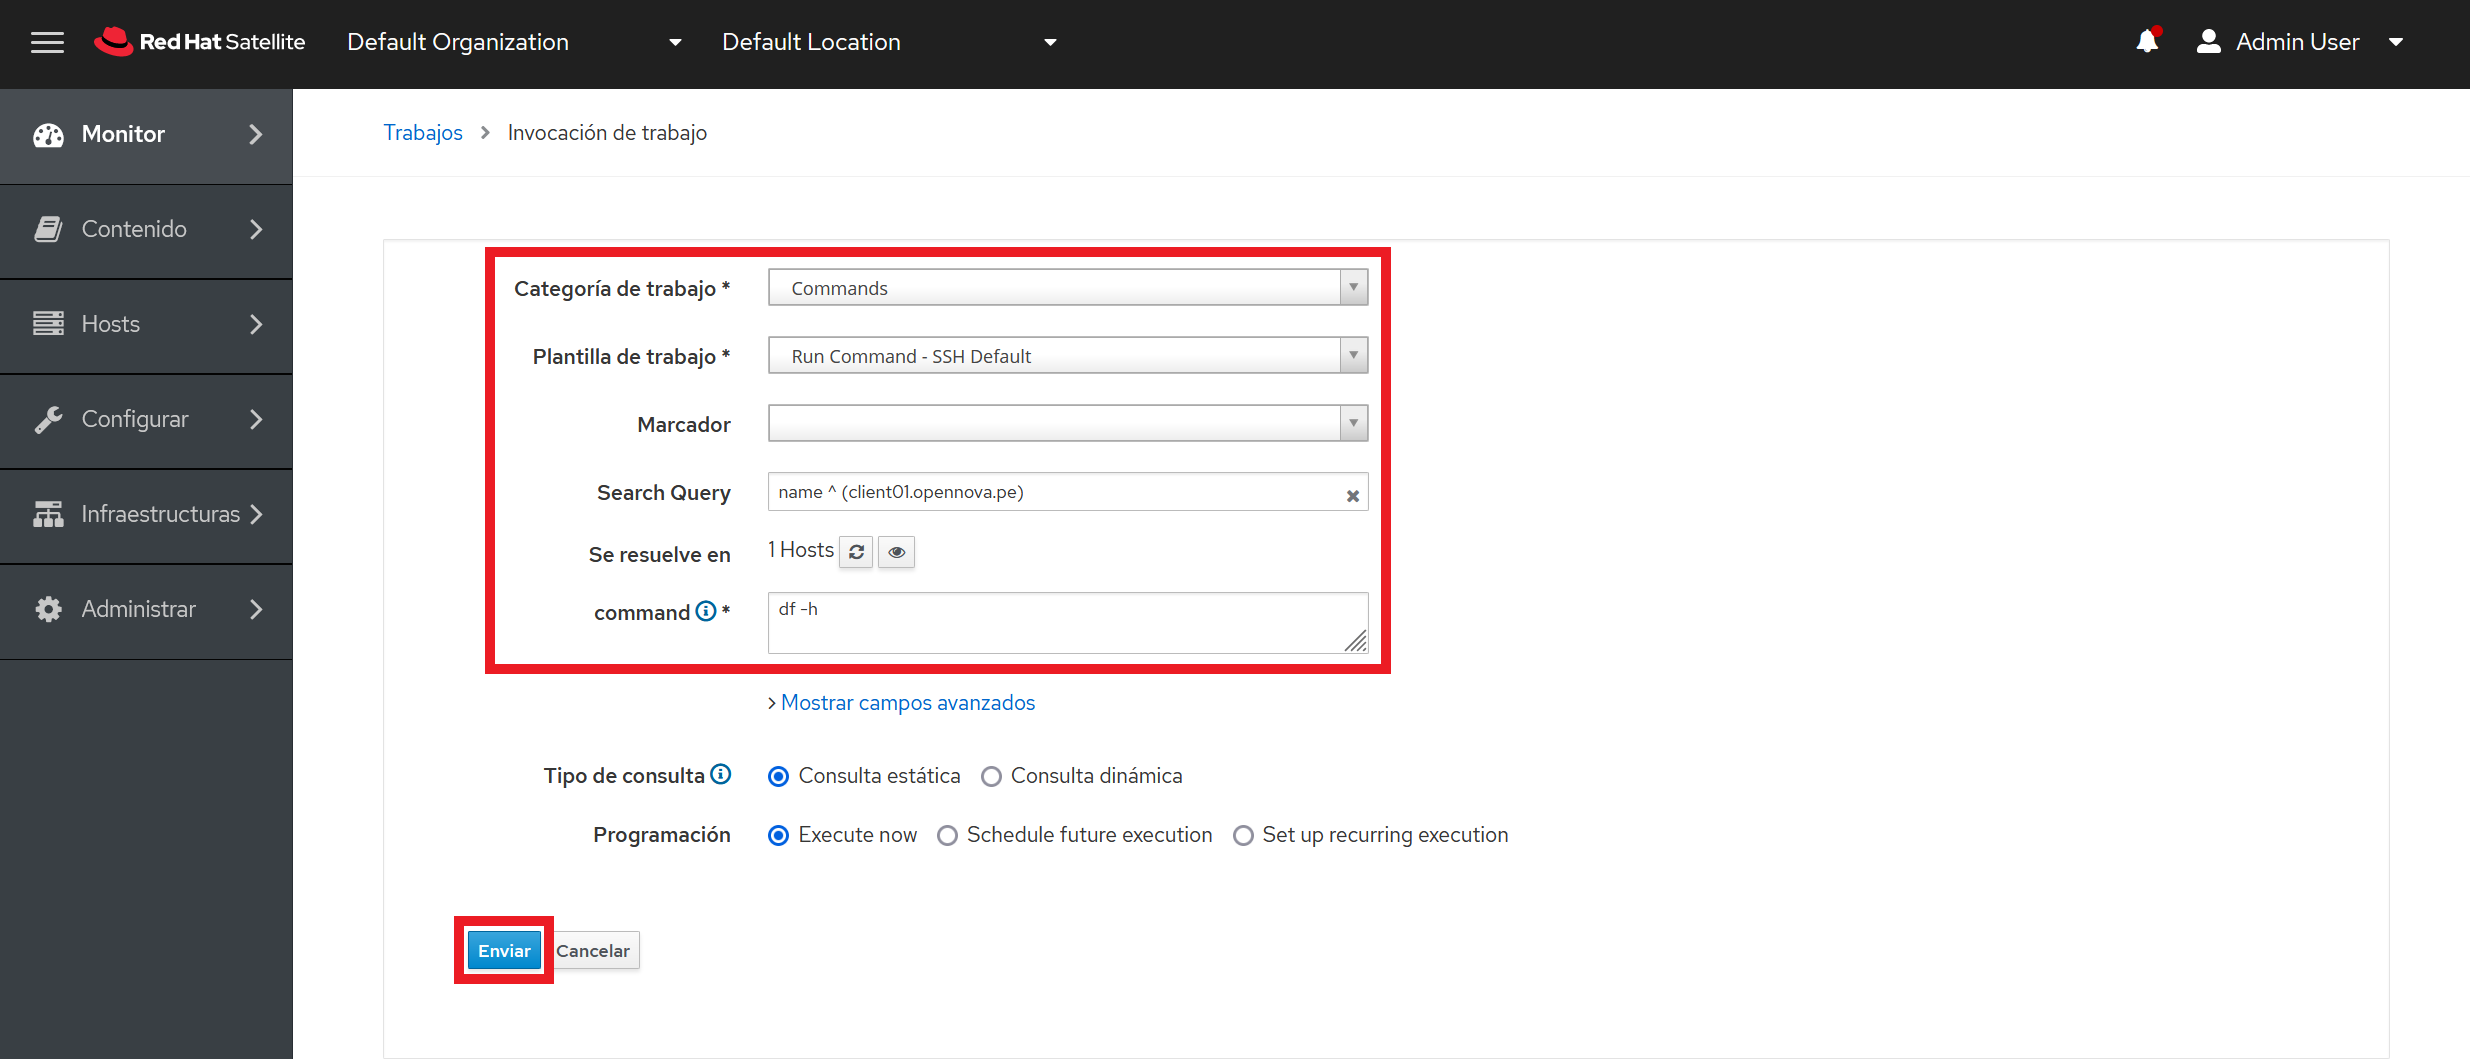 Red Hat Satellite Default Organization Default Location Admin User
Monitor
Contenido
Hosts
Configurar
Infraestructuras
Administrar
Trabajos > Invocación de trabajo
Categoría de trabajo * Commands
Plantilla de trabajo * Run Command - SSH Default
Marcador
Search Query name ^ (client01.opennova.pe)
Se resuelve en 1 Hosts
command * df -h
> Mostrar campos avanzados
Tipo de consulta Consulta estática Consulta dinámica
Programación Execute now Schedule future execution Set up recurring execution
Enviar Cancelar